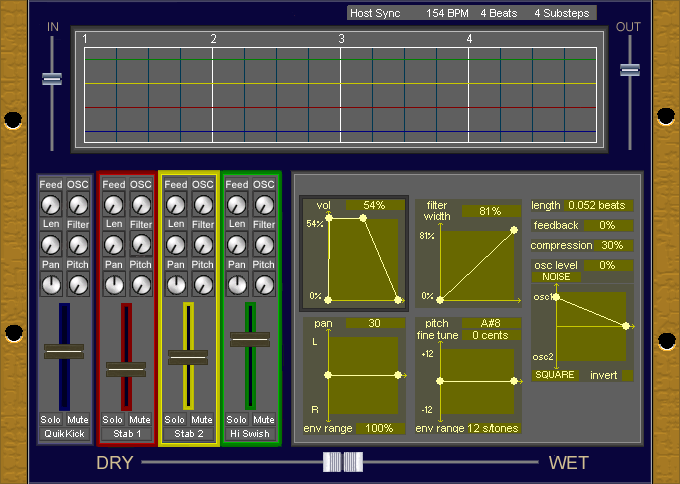 Host Sync 154 BPM 4 Beats 4 Substeps
IN
OUT
1 2 3 4
Feed OSC Feed OSC Feed OSC Feed OSC
Len Filter Len Filter Len Filter Len Filter
Pan Pitch Pan Pitch Pan Pitch Pan Pitch
Solo Mute Solo Mute Solo Mute Solo Mute
QuikKick Stab 1 Stab 2 Hi Swish
vol 54%
54%
0%
filter width 81%
81%
0%
length 0.052 beats
feedback 0%
compression 30%
osc level 0%
NOISE
osc1
osc2
SQUARE invert
pan 30
L
R
env range 100%
pitch A#8
fine tune 0 cents
+12
-12
env range 12 s/tones
DRY WET